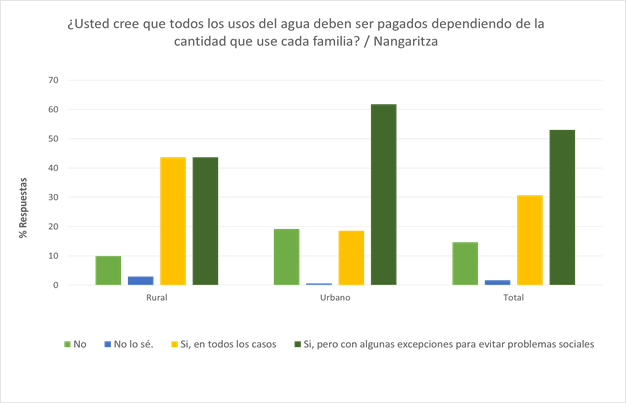 ¿Usted cree que todos los usos del agua deben ser pagados dependiendo de la
cantidad que use cada familia? / Nangaritza
70
60
50
40
30
20
10
0
% Respuestas
Rural Urbano Total
No No lo sé. Si, en todos los casos Si, pero con algunas excepciones para evitar problemas sociales